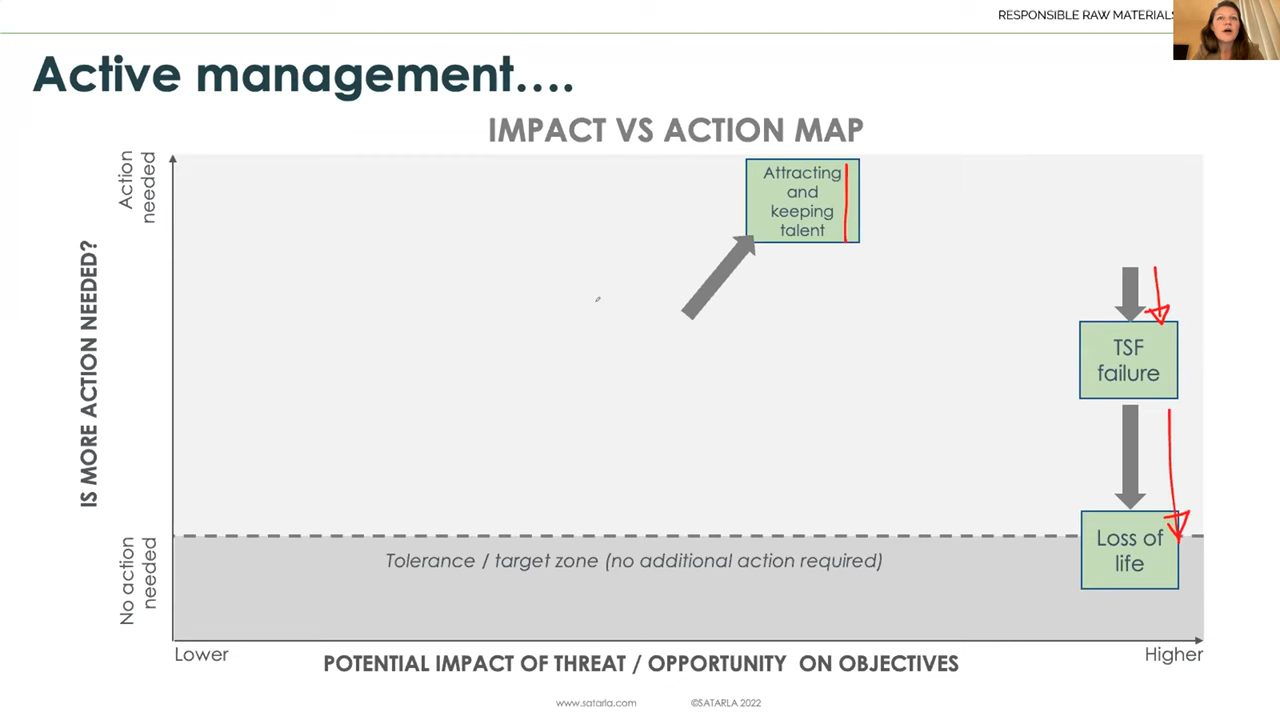 RESPONSIBLE RAW MATERIALS
Active management....
IMPACT VS ACTION MAP
Action
needed
Attracting
and
keeping
talent
IS MORE ACTION NEEDED?
TSF
failure
Loss of
life
No action
needed
Tolerance / target zone (no additional action required)
Lower
Higher
POTENTIAL IMPACT OF THREAT / OPPORTUNITY ON OBJECTIVES
www.satarla.com
©SATARLA 2022